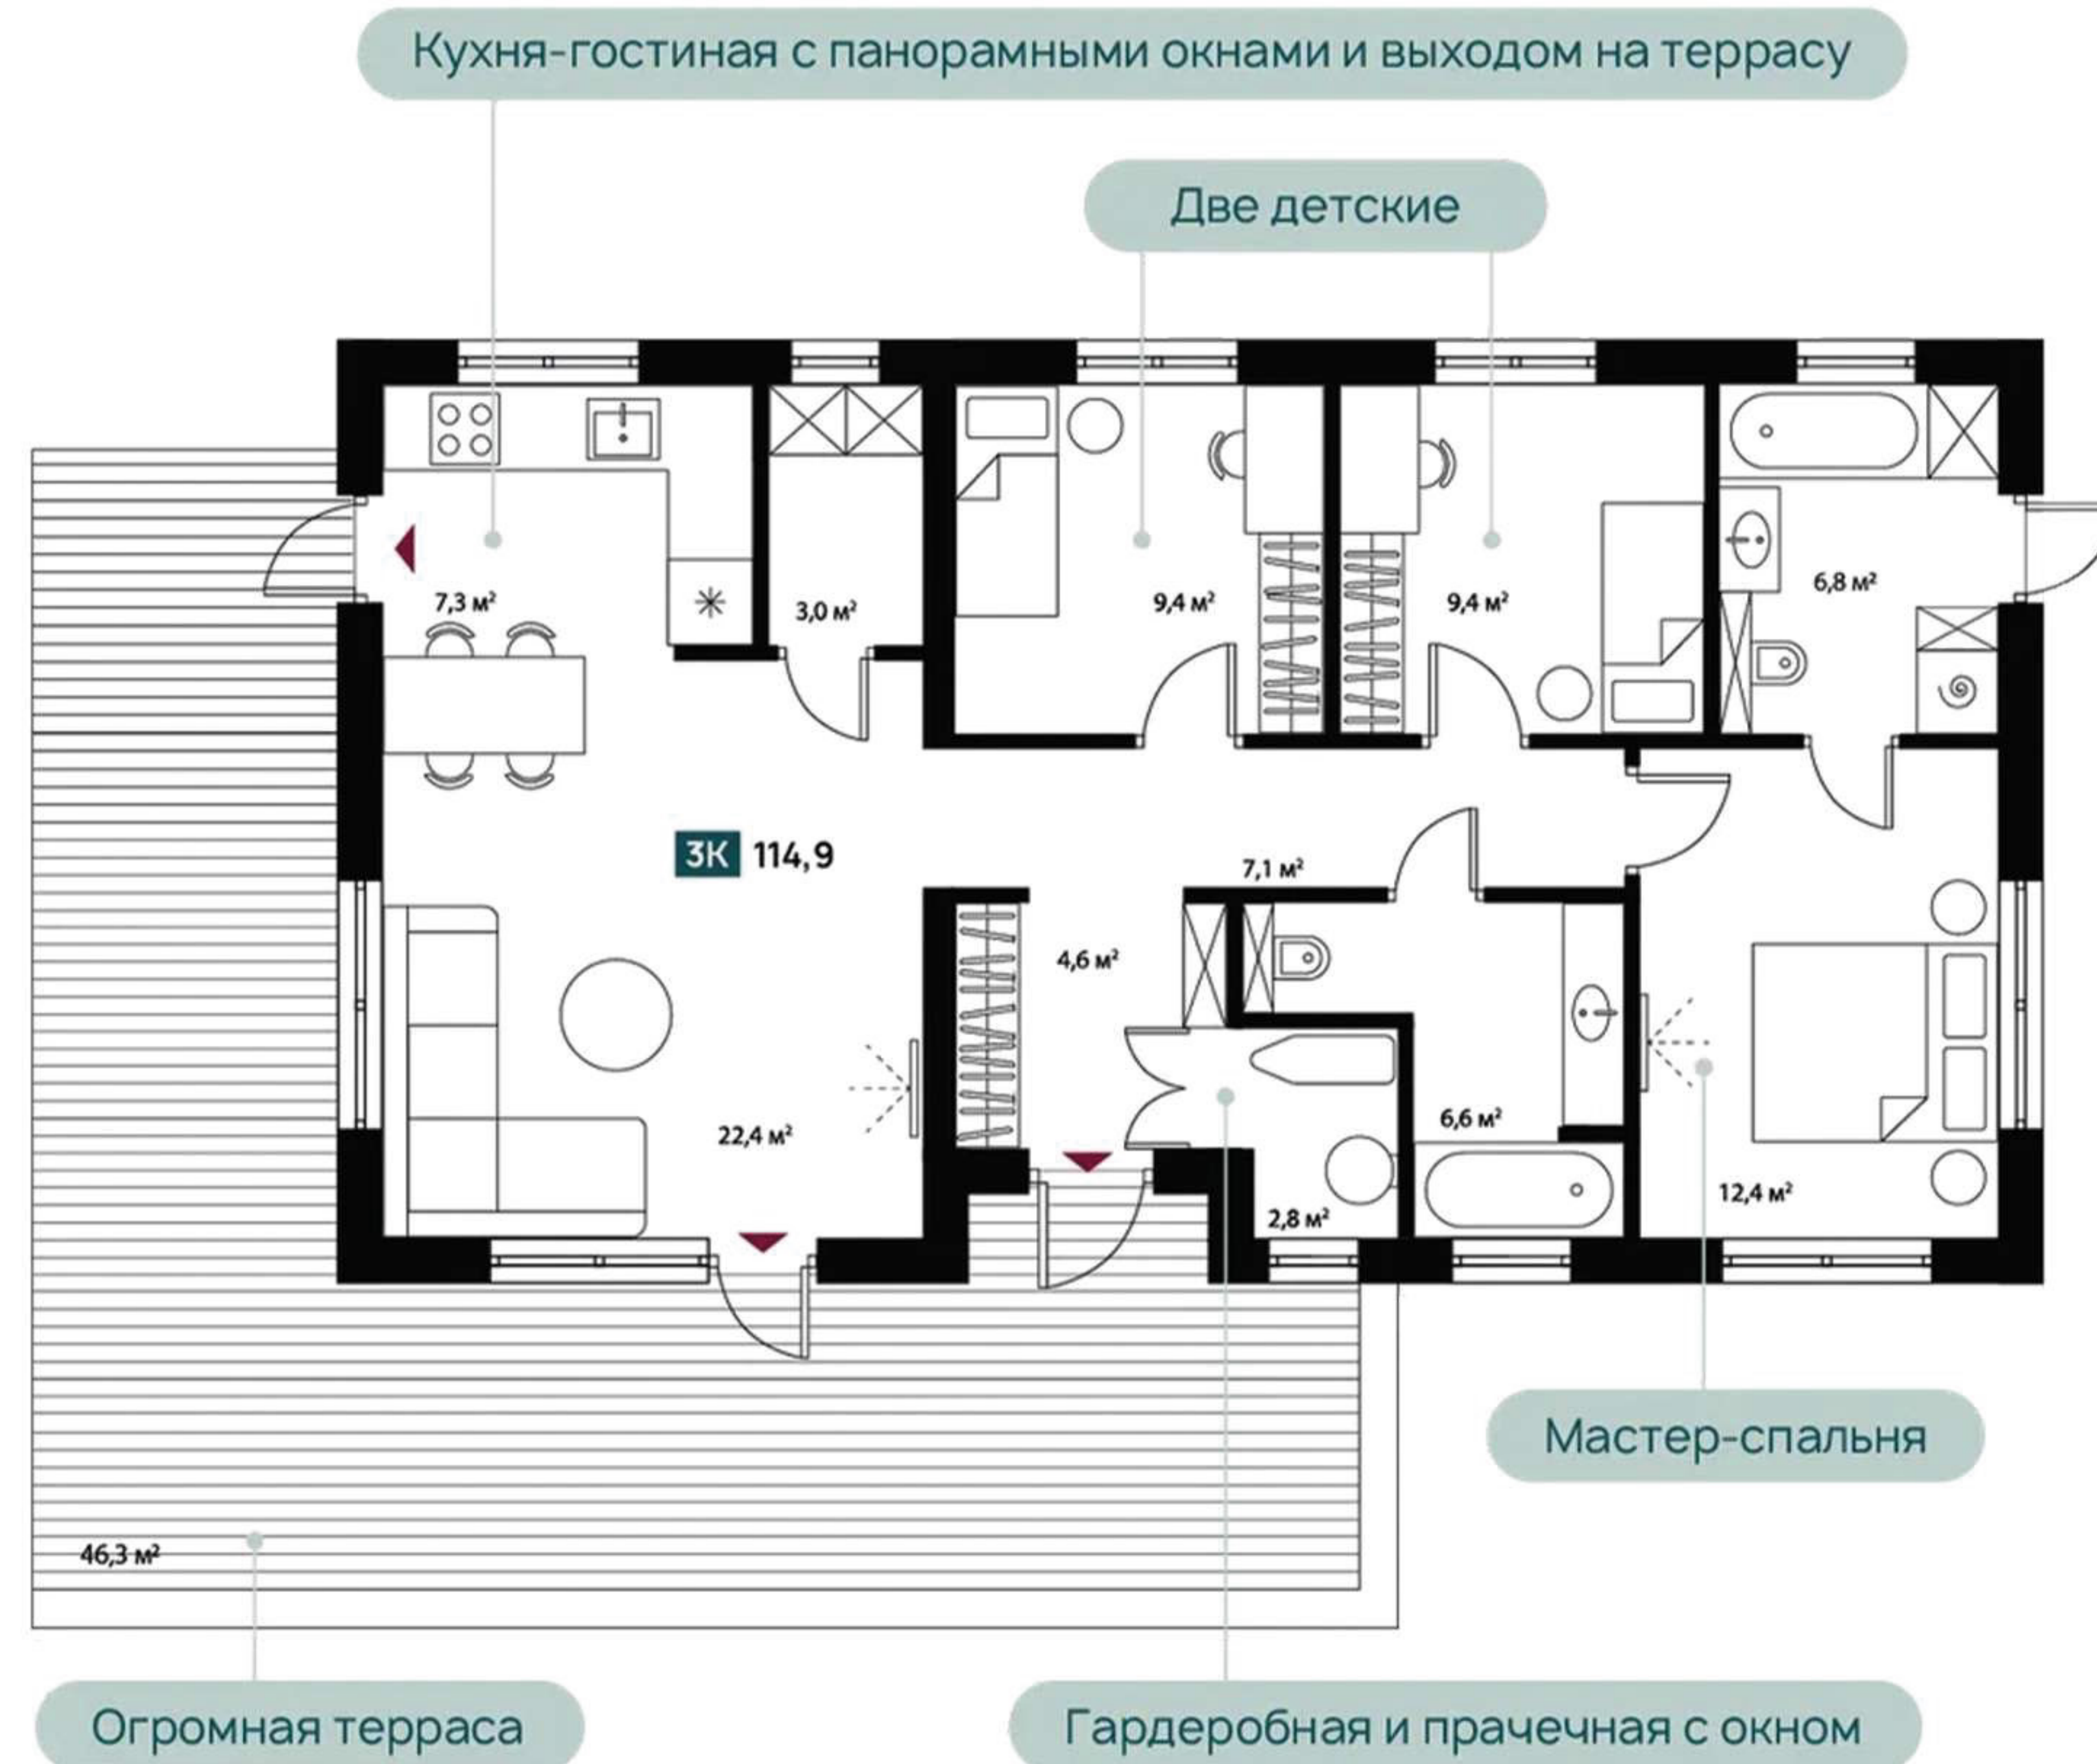 Кухня-гостиная с панорамными окнами и выходом на террасу
Две детские
7,3 м²
3,0 м²
9,4 м²
9,4 м²
6,8 м²
3К 114,9
7,1 м²
4,6 м²
22,4 м²
6,6 м²
12,4 м²
2,8 м²
Мастер-спальня
46,3 м²
Огромная терраса
Гардеробная и прачечная с окном